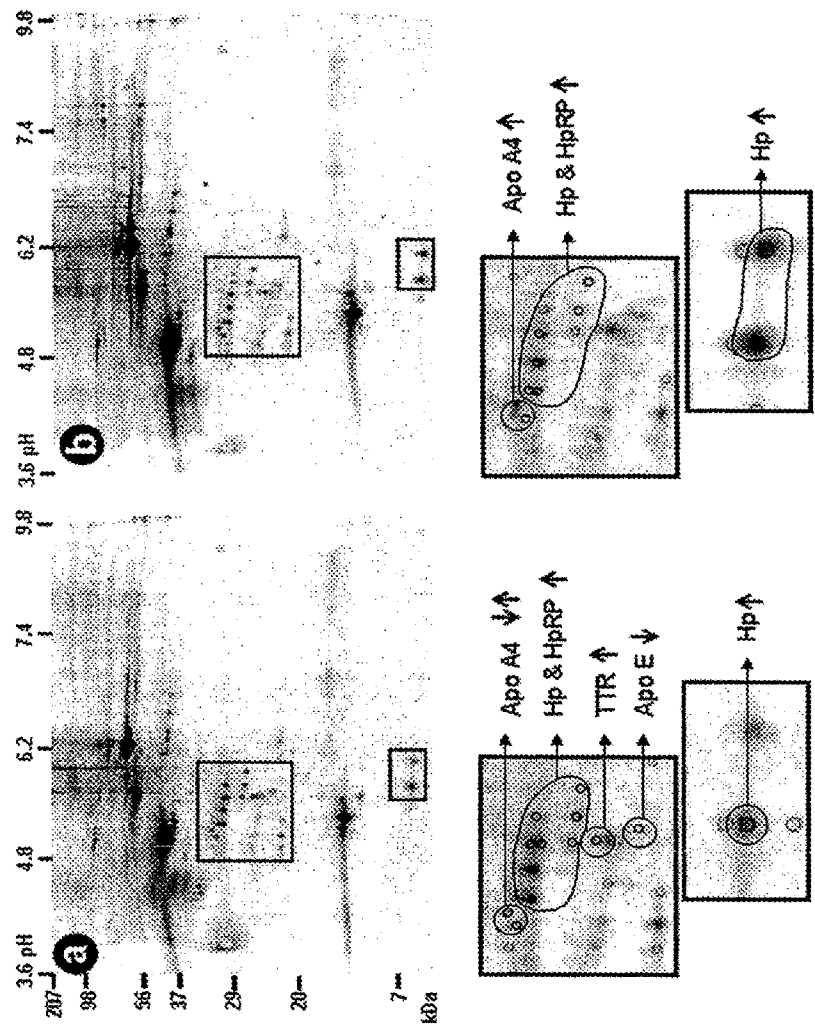 a
3.6 pH 4.8 6.2 7.4 9.8
207
98
56
37
29
20
7
kDa
Apo A4 ↓↑
Hp & HpRP ↑
TTR ↑
Apo E ↓
Hp ↑
b
3.6 pH 4.8 6.2 7.4 9.8
Apo A4 ↑
Hp & HpRP ↑
Hp ↑